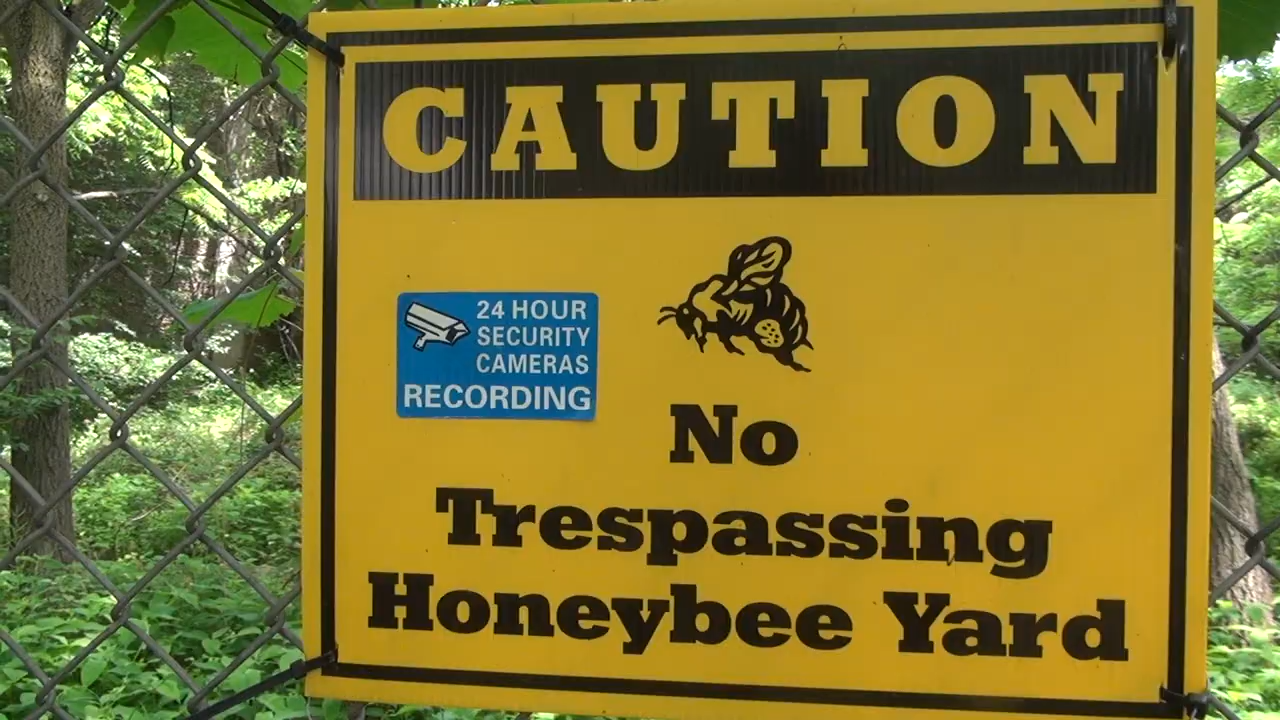 CAUTION
24 HOUR
SECURITY
CAMERAS
RECORDING
No
Trespassing
Honeybee Yard